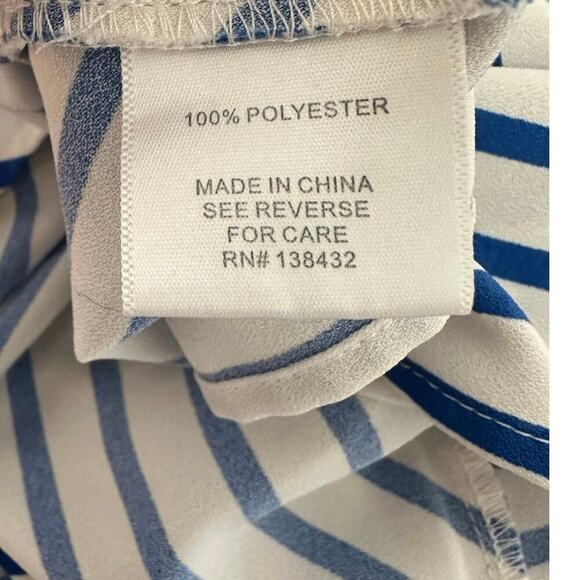 100% POLYESTER
MADE IN CHINA
SEE REVERSE
FOR CARE
RN# 138432